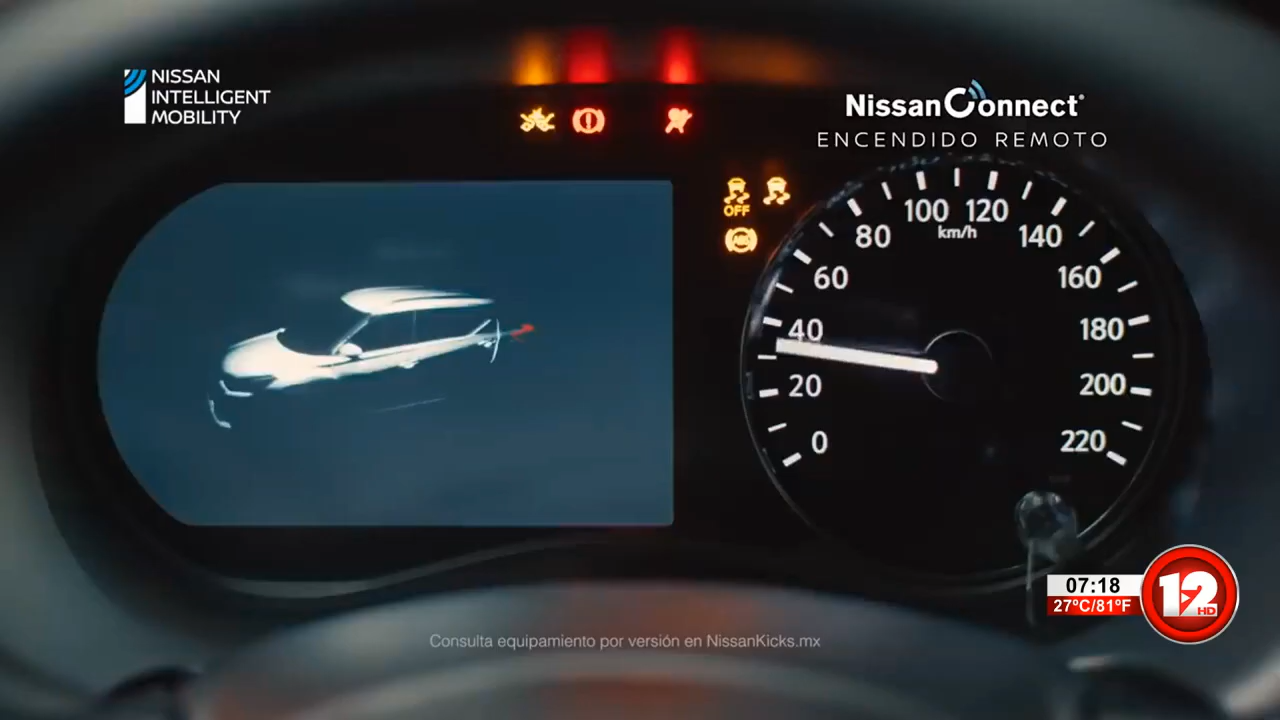 NISSAN
INTELLIGENT
MOBILITY
NissanConnect®
ENCENDIDO REMOTO
OFF
ABS
0
20
40
60
80
100
120
140
160
180
200
220
km/h
07:18
27°C/81°F
12
HD
Consulta equipamiento por versión en NissanKicks.mx